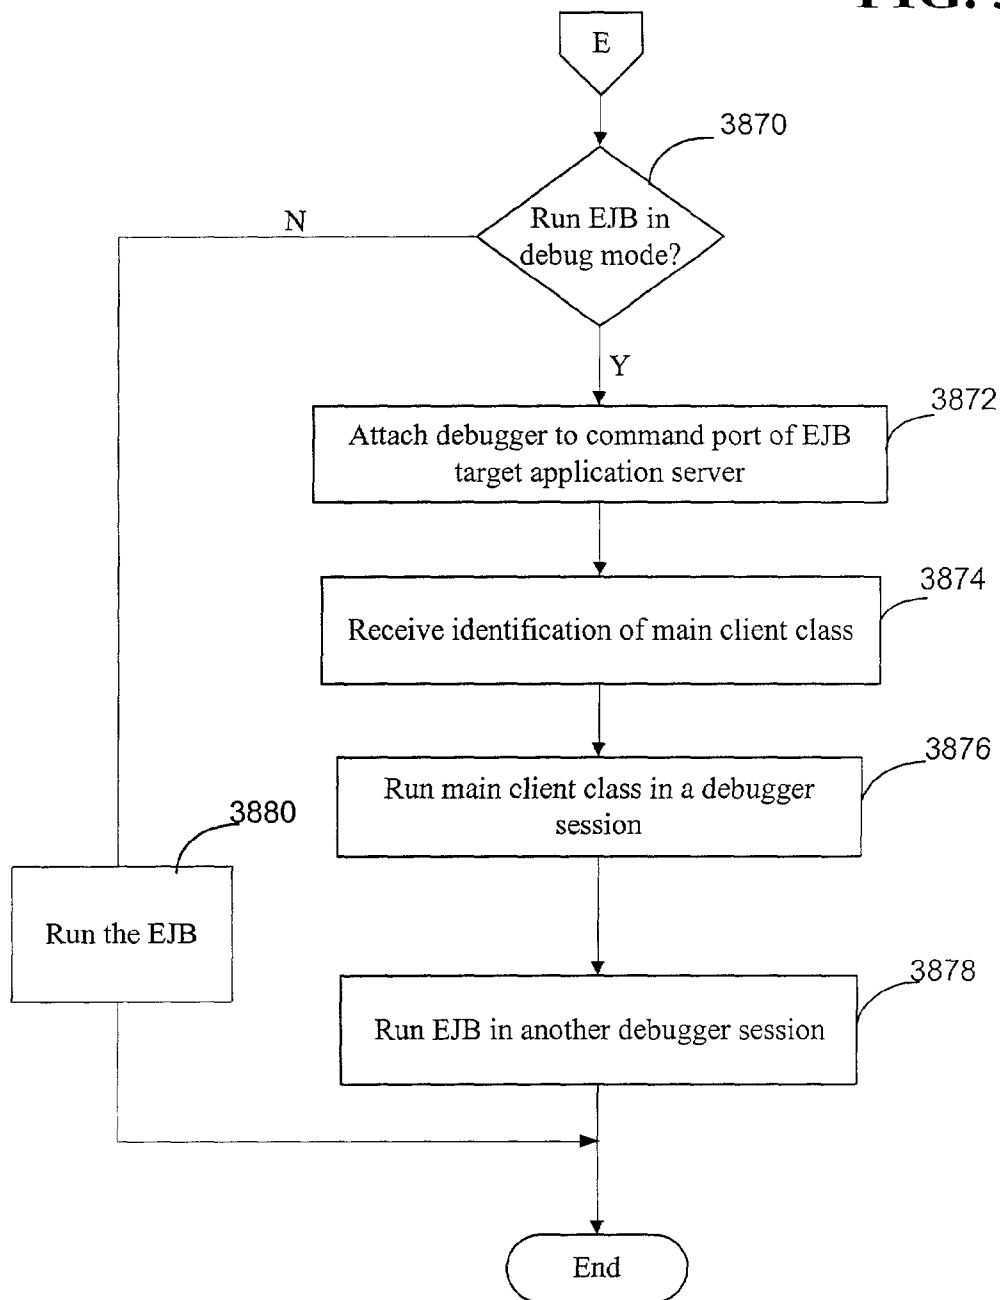 E
3870
Run EJB in
debug mode?
N
Y
3872
Attach debugger to command port of EJB
target application server
3874
Receive identification of main client class
3876
Run main client class in a debugger
session
3880
Run the EJB
3878
Run EJB in another debugger session
End